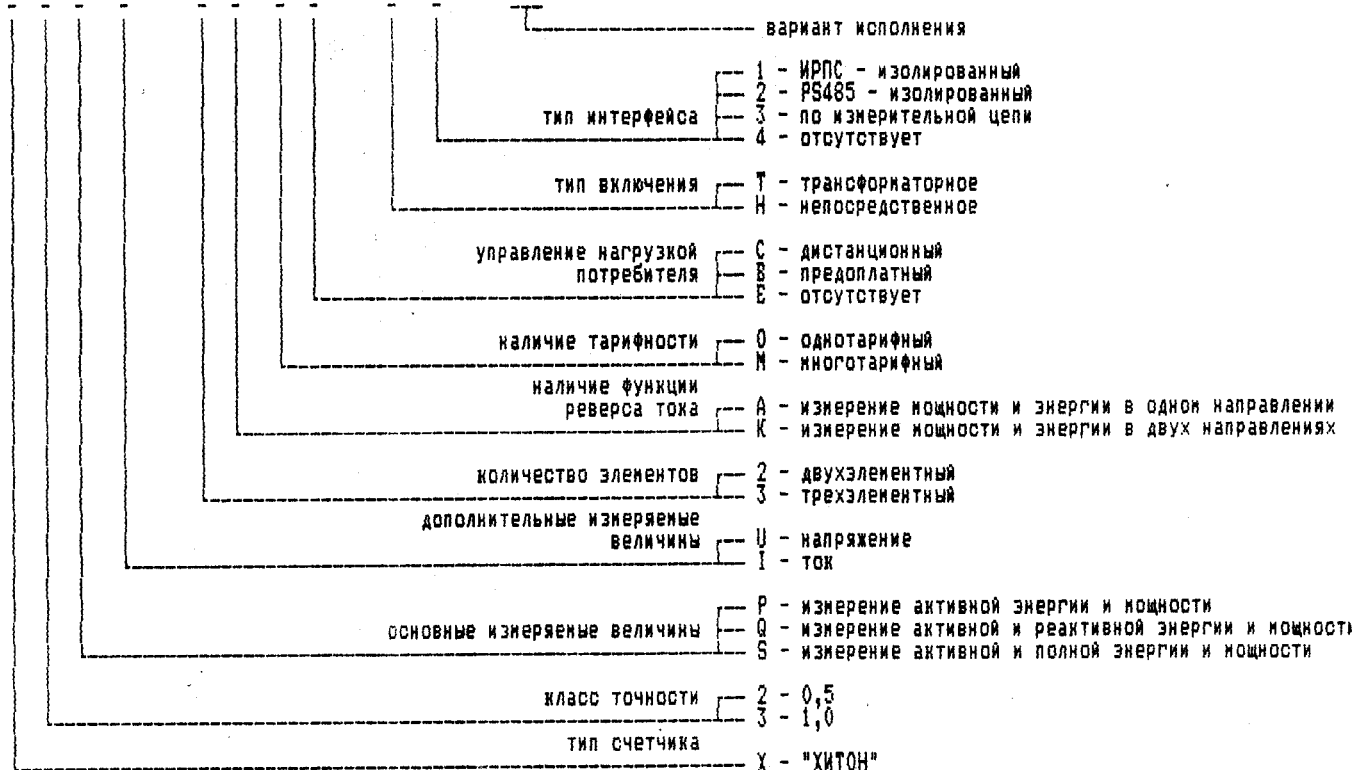 вариант исполнения
1 - ИРПС - изолированный
2 - PS485 - изолированный
тип интерфейса
3 - по измерительной цепи
4 - отсутствует
тип включения
Т - трансформаторное
Н - непосредственное
управление нагрузкой
С - дистанционный
потребителя
В - предоплатный
Е - отсутствует
наличие тарифности
О - однотарифный
М - многотарифный
наличие функции
реверса тока
А - измерение мощности и энергии в одном направлении
К - измерение мощности и энергии в двух направлениях
количество элементов
2 - двухэлементный
3 - трехэлементный
дополнительные измеряемые
величины
U - напряжение
I - ток
P - измерение активной энергии и мощности
основные измеряемые величины
Q - измерение активной и реактивной энергии и мощности
S - измерение активной и полной энергии и мощности
класс точности
2 - 0,5
3 - 1,0
тип счетчика
Х - "ХИТОН"